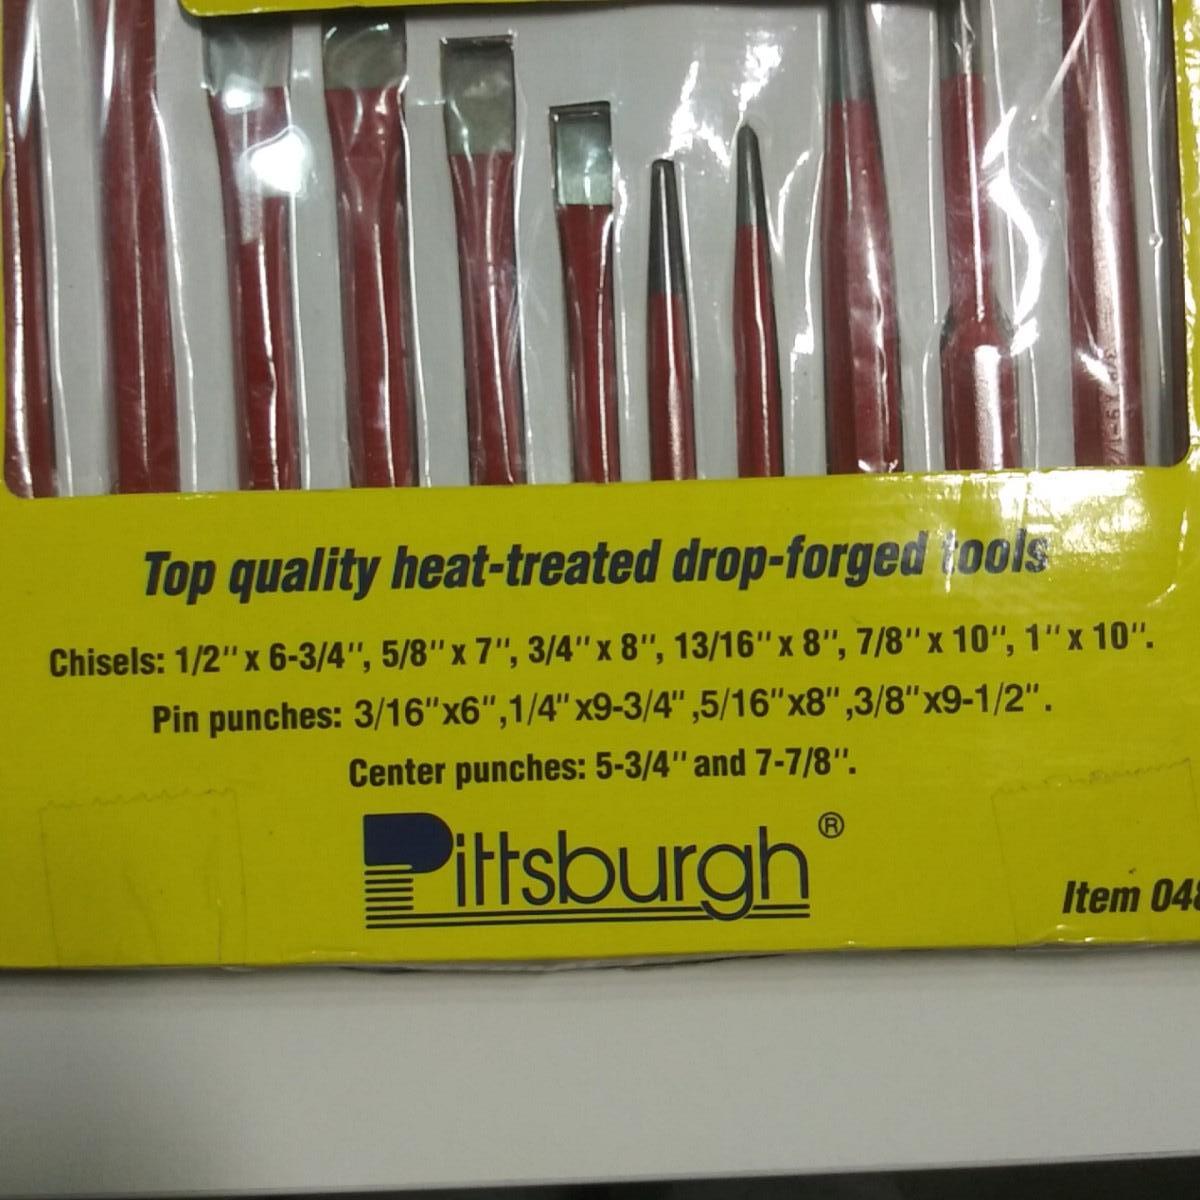 Top quality heat-treated drop-forged tools
Chisels: 1/2" x 6-3/4", 5/8" x 7", 3/4" x 8", 13/16" x 8", 7/8" x 10", 1" x 10".
Pin punches: 3/16"x6",1/4"x9-3/4",5/16"x8",3/8"x9-1/2".
Center punches: 5-3/4" and 7-7/8".
Pittsburgh®
Item